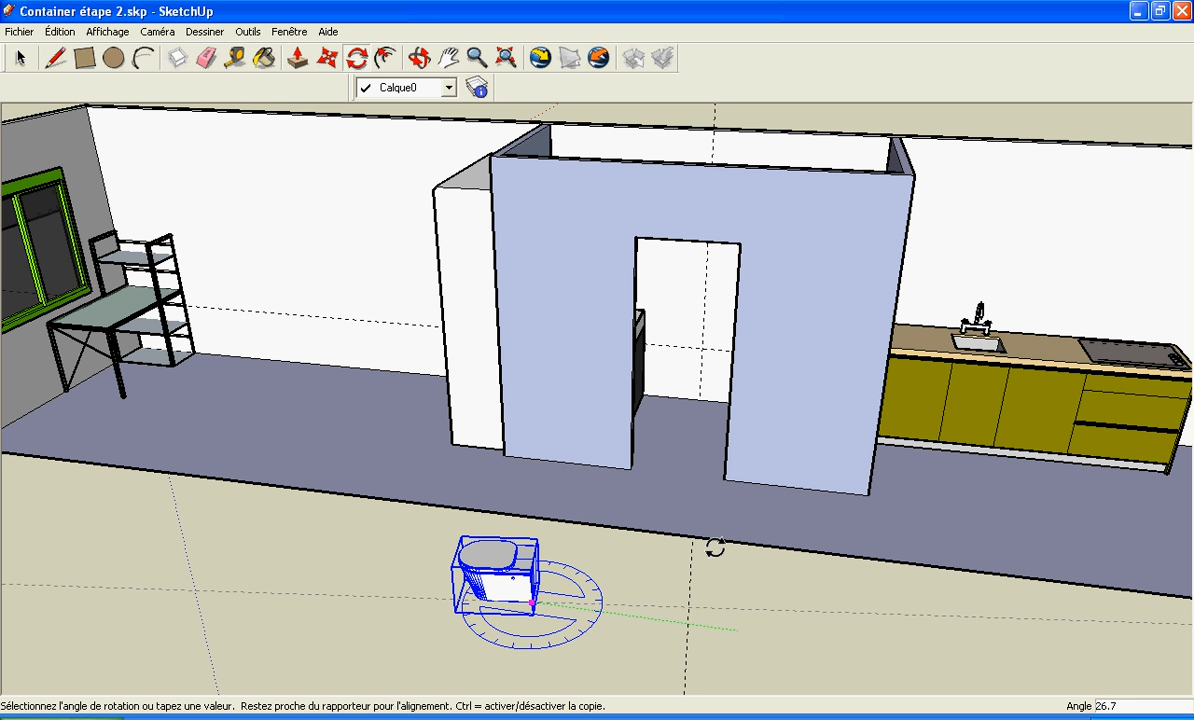 Container étape 2.skp - SketchUp
Fichier Édition Affichage Caméra Dessiner Outils Fenêtre Aide
Calque0
Sélectionnez l'angle de rotation ou tapez une valeur. Restez proche du rapporteur pour l'alignement. Ctrl = activer/désactiver la copie. Angle 26.7